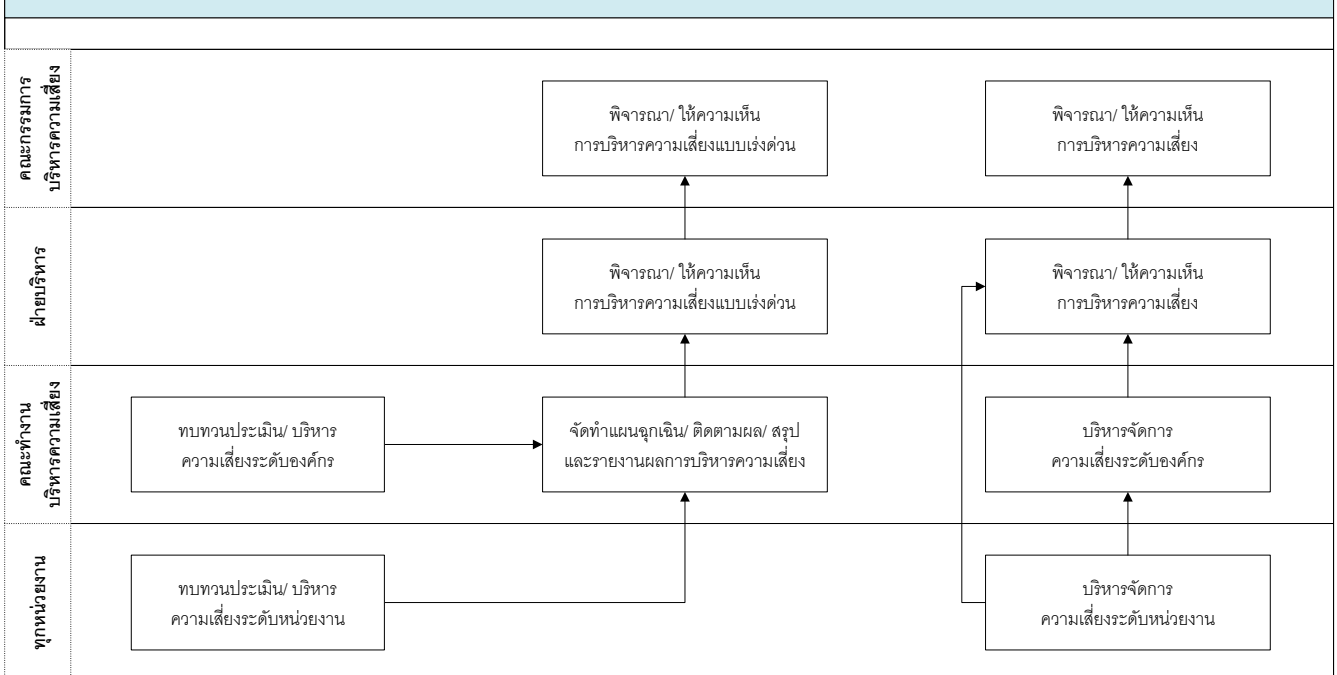 คณะกรรมการ
บริหารความเสี่ยง
พิจารณา/ ให้ความเห็น
การบริหารความเสี่ยงแบบเร่งด่วน
พิจารณา/ ให้ความเห็น
การบริหารความเสี่ยง
ฝ่ายบริหาร
พิจารณา/ ให้ความเห็น
การบริหารความเสี่ยงแบบเร่งด่วน
พิจารณา/ ให้ความเห็น
การบริหารความเสี่ยง
คณะทำงาน
บริหารความเสี่ยง
ทบทวนประเมิน/ บริหาร
ความเสี่ยงระดับองค์กร
จัดทำแผนฉุกเฉิน/ ติดตามผล/ สรุป
และรายงานผลการบริหารความเสี่ยง
บริหารจัดการ
ความเสี่ยงระดับองค์กร
ทุกหน่วยงาน
ทบทวนประเมิน/ บริหาร
ความเสี่ยงระดับหน่วยงาน
บริหารจัดการ
ความเสี่ยงระดับหน่วยงาน